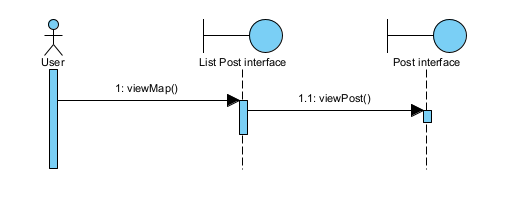 User
List Post interface
Post interface
1: viewMap()
1.1: viewPost()